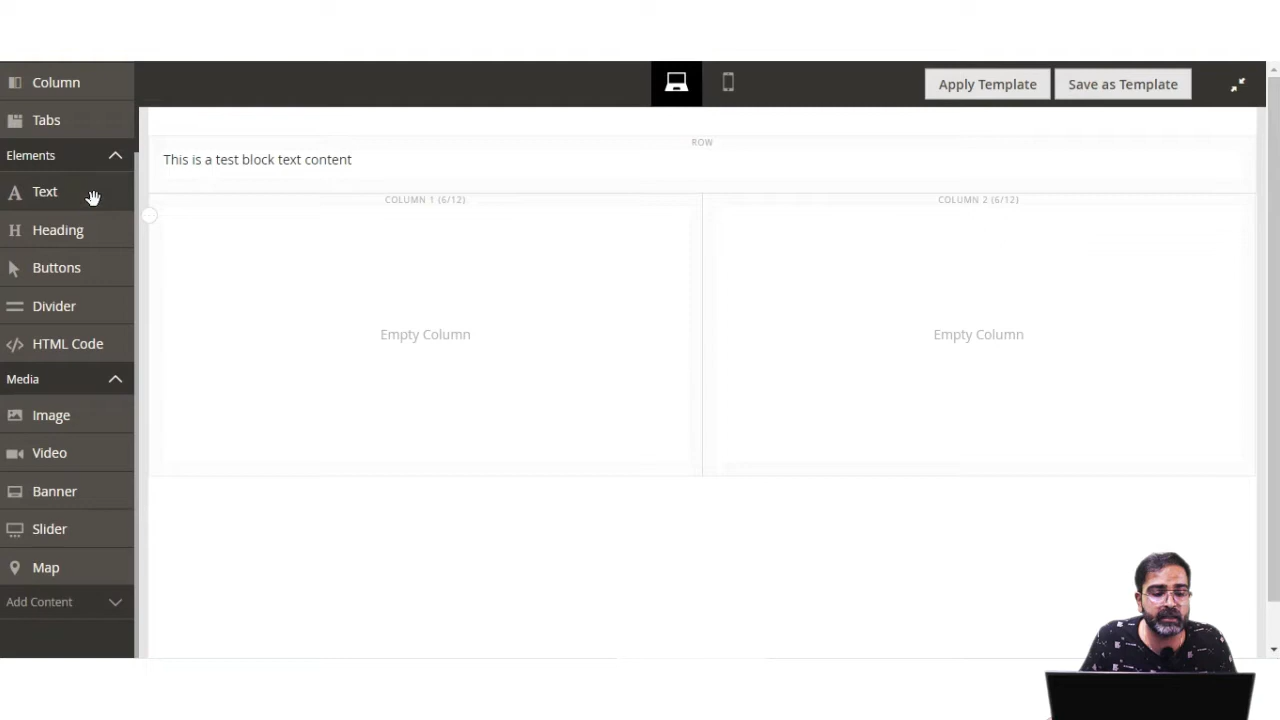 Column
Tabs
Elements
Text
Heading
Buttons
Divider
HTML Code
Media
Image
Video
Banner
Slider
Map
Add Content
Apply Template
Save as Template
ROW
This is a test block text content
COLUMN 1 (6/12)
COLUMN 2 (6/12)
Empty Column
Empty Column